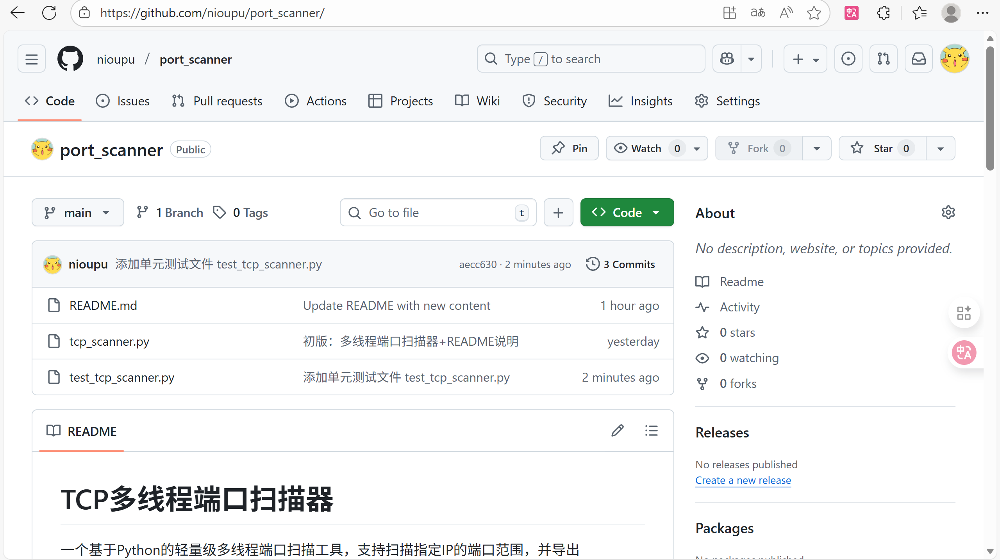 https://github.com/nioupu/port_scanner/
aあ
A
中A
nioupu / port_scanner
Type / to search
Code
Issues
Pull requests
Actions
Projects
Wiki
Security
Insights
Settings
port_scanner
Public
Pin
Watch 0
Fork 0
Star 0
main
1 Branch
0 Tags
Go to file
t
Code
nioupu 添加单元测试文件 test_tcp_scanner.py
aecc630 · 2 minutes ago
3 Commits
README.md Update README with new content 1 hour ago
tcp_scanner.py 初版：多线程端口扫描器+README说明 yesterday
test_tcp_scanner.py 添加单元测试文件 test_tcp_scanner.py 2 minutes ago
README
TCP多线程端口扫描器
一个基于Python的轻量级多线程端口扫描工具，支持扫描指定IP的端口范围，并导出
About
No description, website, or topics provided.
Readme
Activity
0 stars
0 watching
0 forks
中A
Releases
No releases published
Create a new release
Packages
No packages published